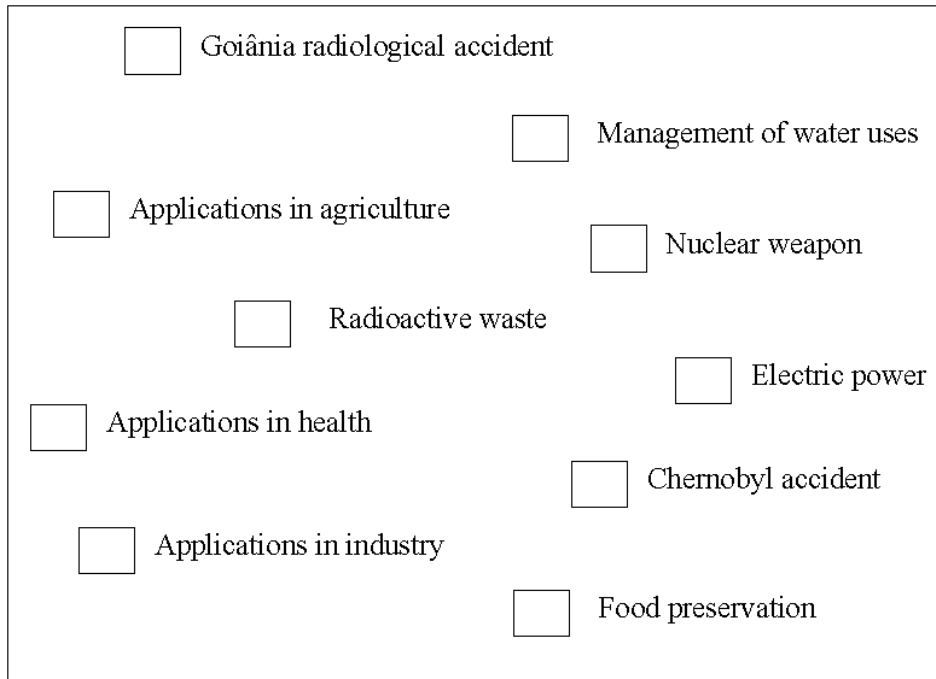 Goiânia radiological accident
Management of water uses
Applications in agriculture
Nuclear weapon
Radioactive waste
Electric power
Applications in health
Chernobyl accident
Applications in industry
Food preservation